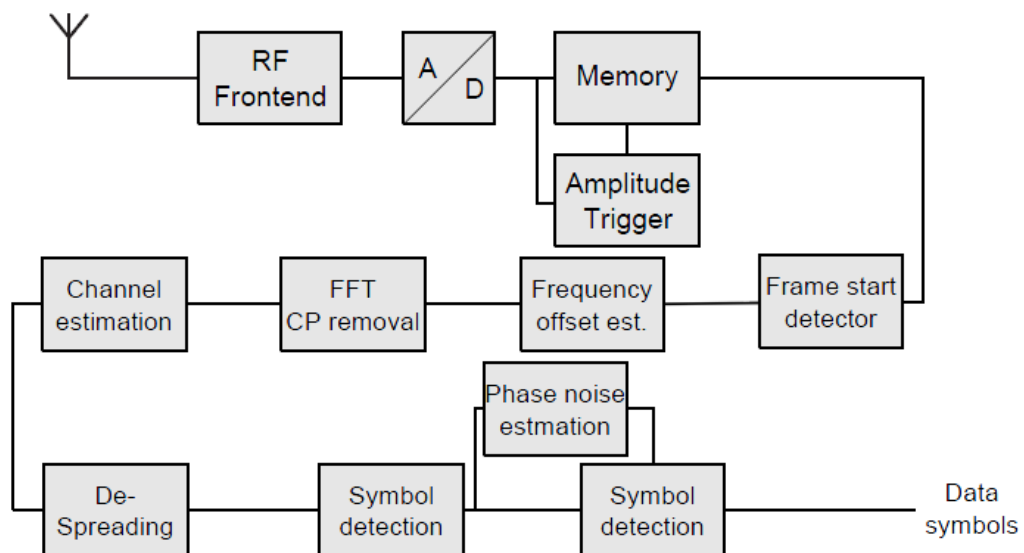 RF
Frontend
A
D
Memory
Amplitude
Trigger
Channel
estimation
FFT
CP removal
Frequency
offset est.
Frame start
detector
Phase noise
estmation
De-
Spreading
Symbol
detection
Symbol
detection
Data
symbols